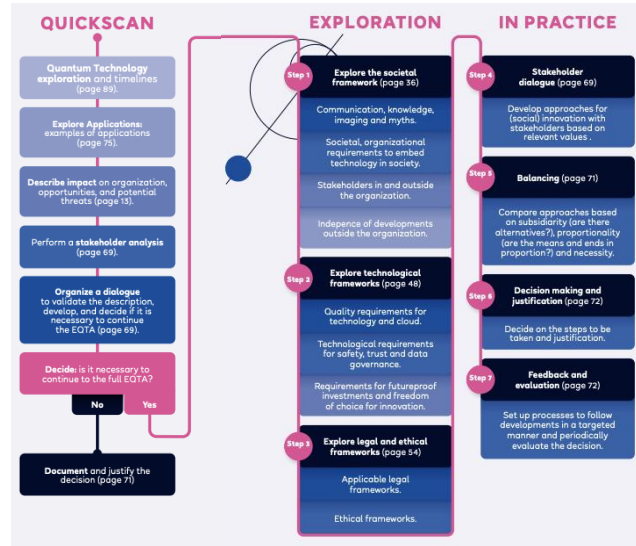 QUICKSCAN
Quantum Technology
exploration and timelines
(page 89).
Explore Applications:
examples of applications
(page 75).
Describe impact on organization,
opportunities, and potential
threats (page 13).
Perform a stakeholder analysis
(page 69).
Organize a dialogue
to validate the description,
develop, and decide if it is
necessary to continue
the EQTA (page 69).
Decide: is it necessary to
continue to the full EQTA?
No
Yes
Document and justify the
decision (page 71)
EXPLORATION
Step 1
Explore the societal
framework (page 36)
Communication, knowledge,
imaging and myths.
Societal, organizational
requirements to embed
technology in society.
Stakeholders in and outside
the organization.
Indepence of developments
outside the organization.
Step 2
Explore technological
frameworks (page 48)
Quality requirements for
technology and cloud.
Technological requirements
for safety, trust and data
governance.
Requirements for futureproof
investments and freedom
of choice for innovation.
Step 3
Explore legal and ethical
frameworks (page 54)
Applicable legal
frameworks.
Ethical frameworks.
IN PRACTICE
Step 4
Stakeholder
dialogue (page 69)
Develop approaches for
(social) innovation with
stakeholders based on
relevant values .
Step 5
Balancing (page 71)
Compare approaches based
on subsidiarity (are there
alternatives?), proportionality
(are the means and ends in
proportion?) and necessity.
Step 6
Decision making and
justification (page 72)
Decide on the steps to be
taken and justification.
Step 7
Feedback and
evaluation (page 72)
Set up processes to follow
developments in a targeted
manner and periodically
evaluate the decision.